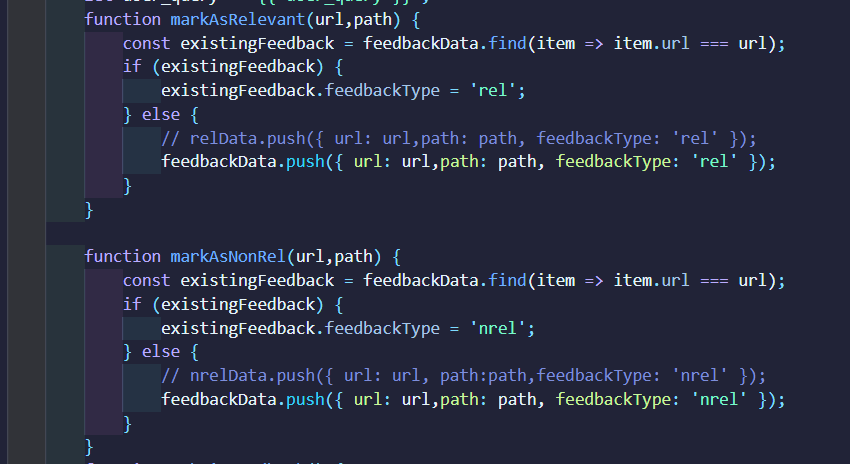 function markAsRelevant(url,path) {
const existingFeedback = feedbackData.find(item => item.url === url);
if (existingFeedback) {
existingFeedback.feedbackType = 'rel';
} else {
// relData.push({ url: url,path: path, feedbackType: 'rel' });
feedbackData.push({ url: url,path: path, feedbackType: 'rel' });
}
}
function markAsNonRel(url,path) {
const existingFeedback = feedbackData.find(item => item.url === url);
if (existingFeedback) {
existingFeedback.feedbackType = 'nrel';
} else {
// nrelData.push({ url: url, path:path,feedbackType: 'nrel' });
feedbackData.push({ url: url,path: path, feedbackType: 'nrel' });
}
}